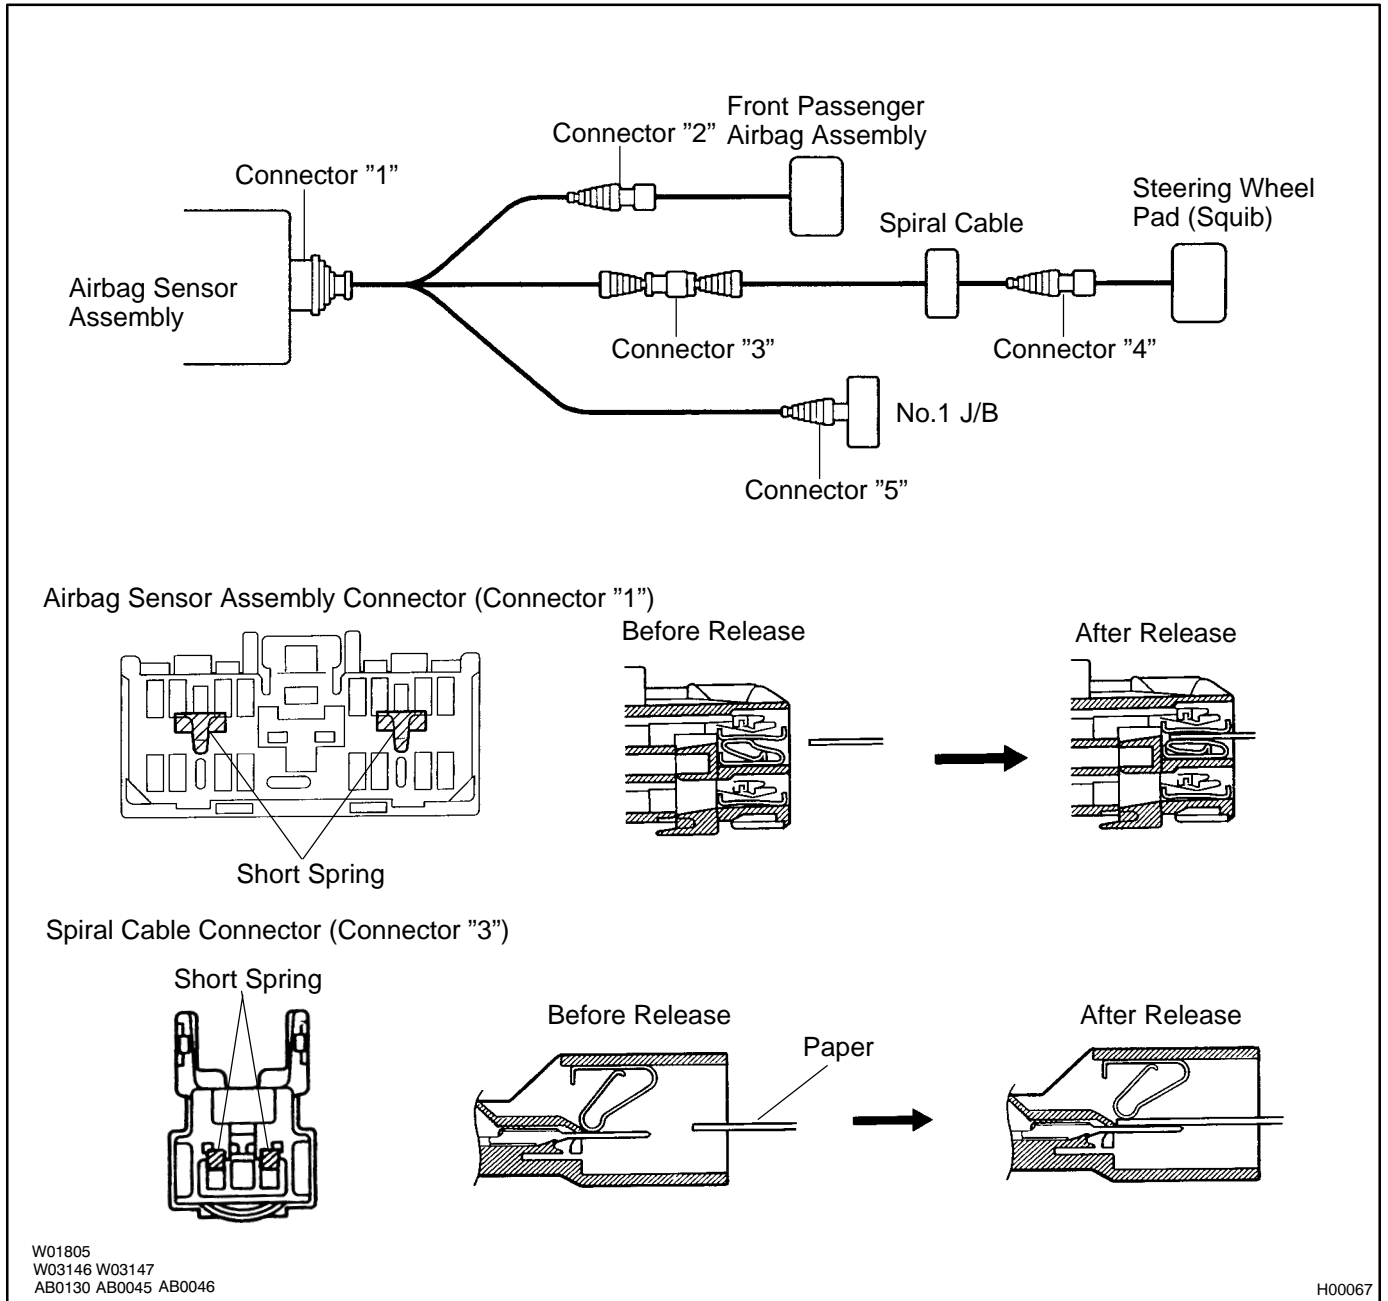 Front Passenger
Airbag Assembly
Connector ”2”
Connector ”1”
Steering Wheel
Pad (Squib)
Spiral Cable
Airbag Sensor
Assembly
Connector ”3”
Connector ”4”
No.1 J/B
Connector ”5”
Airbag Sensor Assembly Connector (Connector ”1”)
Before Release
After Release
Short Spring
Spiral Cable Connector (Connector ”3”)
Short Spring
Before Release
After Release
Paper
W01805
W03146 W03147
AB0130 AB0045 AB0046
H00067